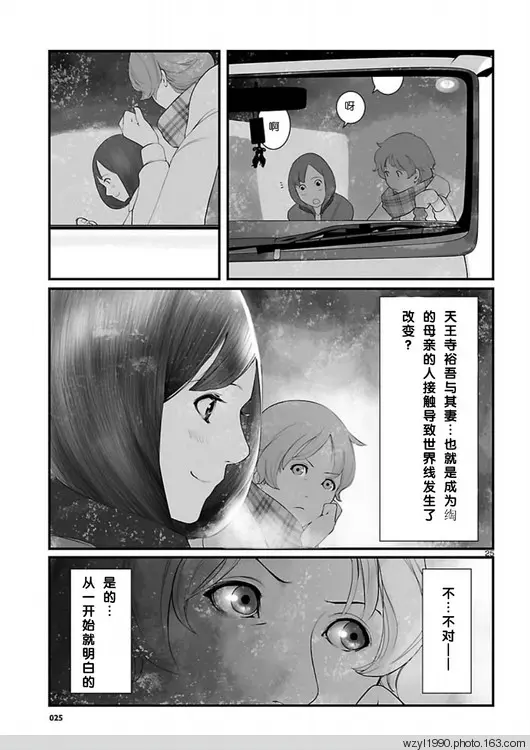 呀
啊
天王寺裕吾与其妻…也就是成为绹
的母亲的人接触导致世界线发生了
改变？
25
不…不对——
是的…
从一开始就明白的
025
wzyl1990.photo.163.com